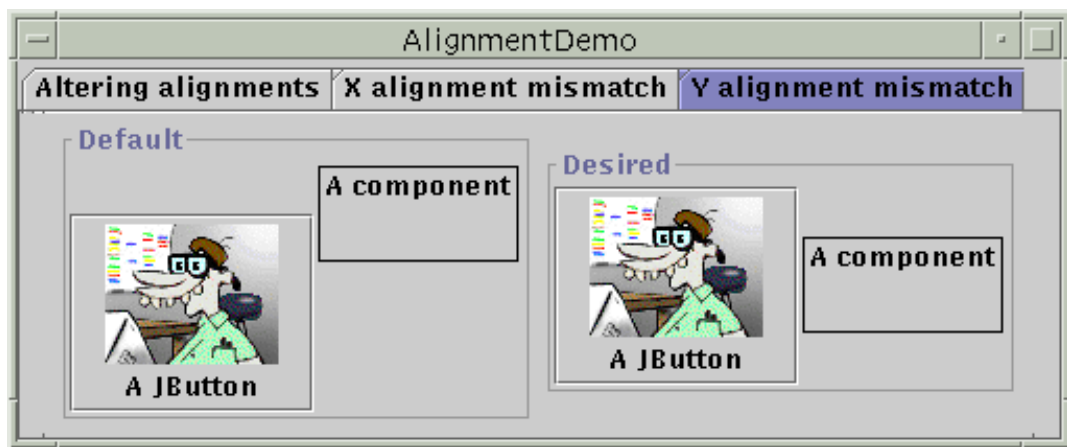 AlignmentDemo
Altering alignments X alignment mismatch Y alignment mismatch
Default
A component
A JButton
Desired
A component
A JButton